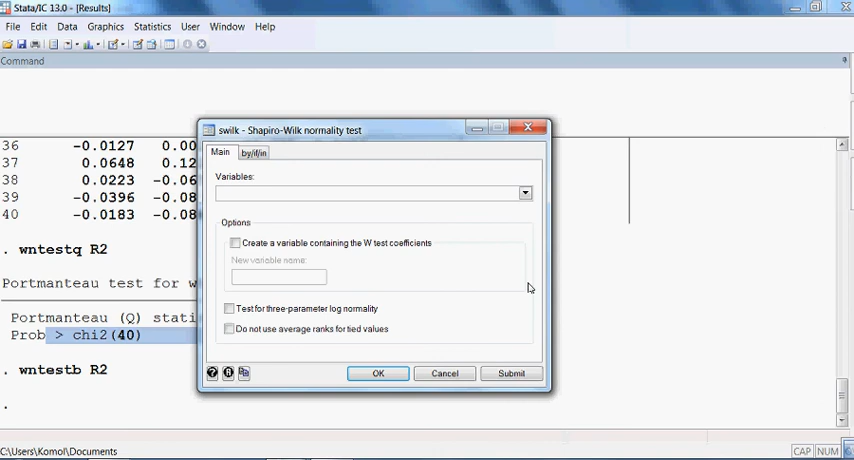 Stata/IC 13.0 - [Results]
File Edit Data Graphics Statistics User Window Help
Command
36 -0.0127 0.00
37 0.0648 0.12
38 0.0223 -0.06
39 -0.0396 -0.08
40 -0.0183 -0.08
. wntestq R2
Portmanteau test for w
Portmanteau (Q) stati
Prob > chi2(40)
. wntestb R2
.
swilk - Shapiro-Wilk normality test
Main by/if/in
Variables:
Options
Create a variable containing the W test coefficients
New variable name:
Test for three-parameter log normality
Do not use average ranks for tied values
OK Cancel Submit
C:\Users\Komol\Documents
CAP NUM